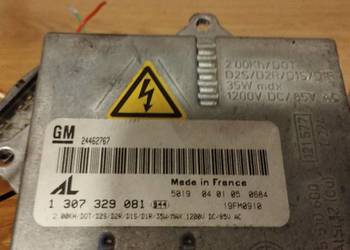 2.00Kh/DOT
D2S/D2R/D1S/D1R
35W max
1200V DC/85V AC
GM
24462767
AL
Made in France
5019 04 01 05 0684
1 307 329 081
19FM0910
2.00KH/DOT/D2S/D2R/D1S/D1R/35W/MAX 1200V DC/85V AC